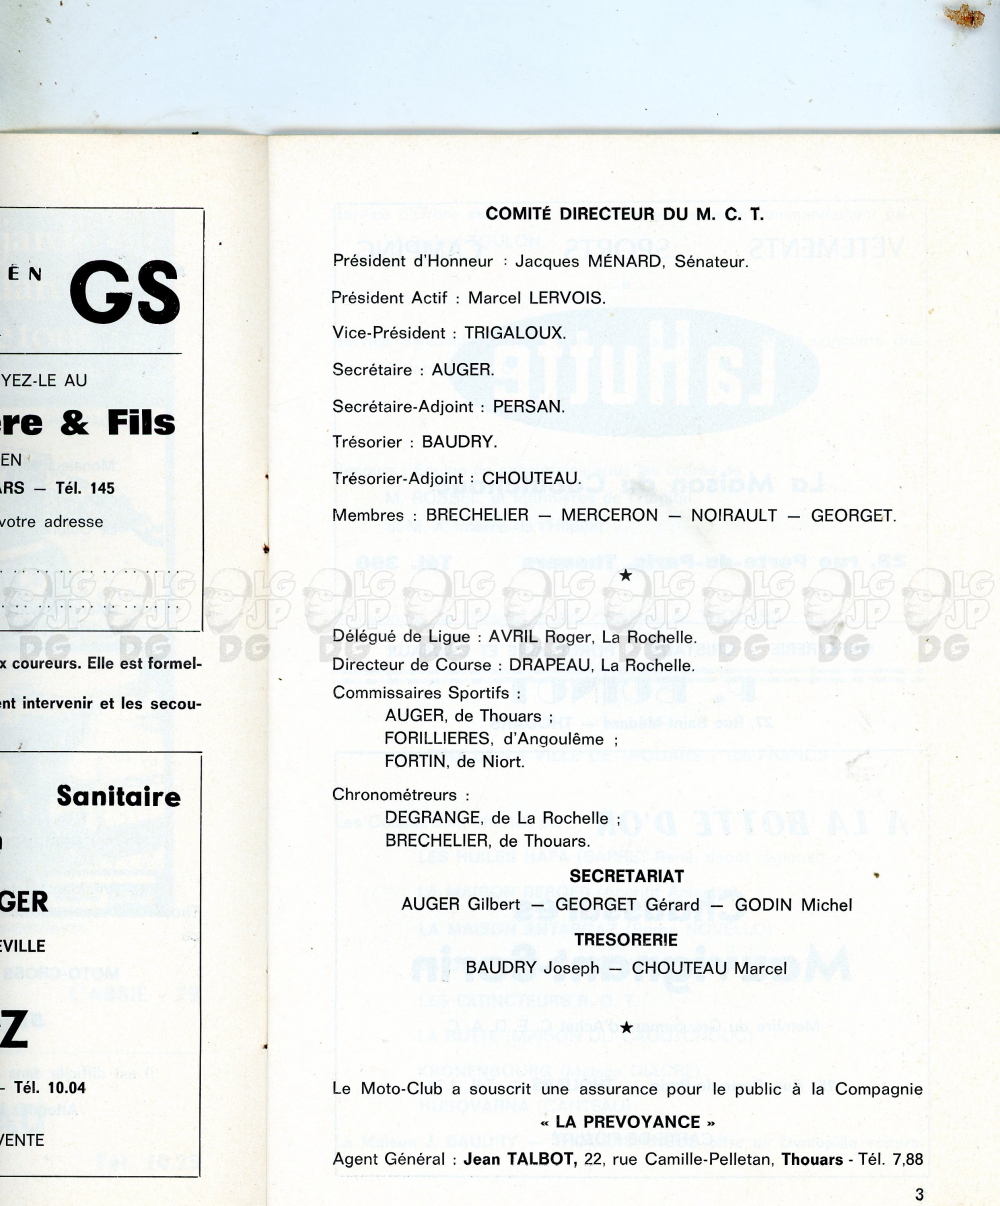 ËN
GS
YEZ-LE AU
re & Fils
EN
ARS — Tél. 145
votre adresse
x coureurs. Elle est formel-
ent intervenir et les secou-
Sanitaire
GER
EVILLE
Z
– Tél. 10.04
VENTE
COMITÉ DIRECTEUR DU M. C. T.
Président d'Honneur : Jacques MÉNARD, Sénateur.
Président Actif : Marcel LERVOIS.
Vice-Président : TRIGALOUX.
Secrétaire : AUGER.
Secrétaire-Adjoint : PERSAN.
Trésorier : BAUDRY.
Trésorier-Adjoint : CHOUTEAU.
Membres : BRECHELIER — MERCERON — NOIRAULT — GEORGET.
★
Délégué de Ligue : AVRIL Roger, La Rochelle.
Directeur de Course : DRAPEAU, La Rochelle.
Commissaires Sportifs :
AUGER, de Thouars ;
FORILLIERES, d'Angoulême ;
FORTIN, de Niort.
Chronométreurs :
DEGRANGE, de La Rochelle ;
BRECHELIER, de Thouars.
SECRETARIAT
AUGER Gilbert — GEORGET Gérard — GODIN Michel
TRESORERIE
BAUDRY Joseph — CHOUTEAU Marcel
★
Le Moto-Club a souscrit une assurance pour le public à la Compagnie
« LA PREVOYANCE »
Agent Général : Jean TALBOT, 22, rue Camille-Pelletan, Thouars - Tél. 7,88
3
LG JP DG